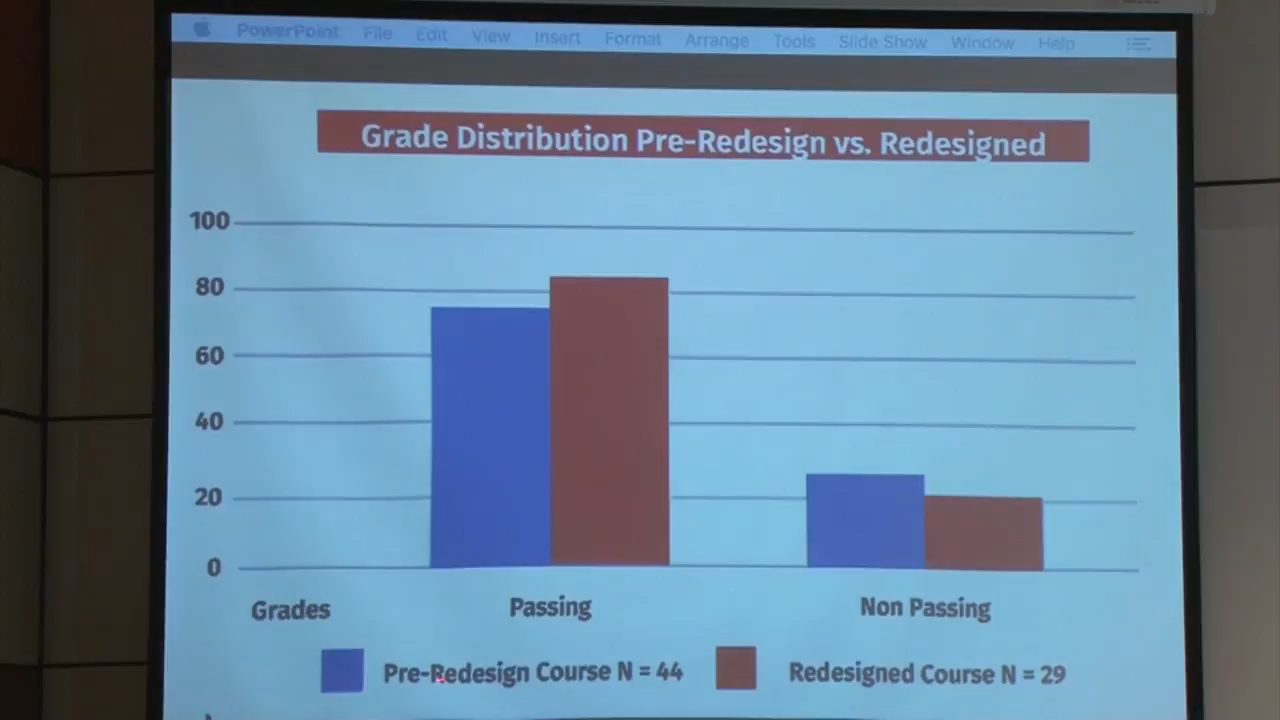 PowerPoint File Edit View Insert Format Arrange Tools Slide Show Window Help
Grade Distribution Pre-Redesign vs. Redesigned
100
80
60
40
20
0
Grades Passing Non Passing
Pre-Redesign Course N = 44 Redesigned Course N = 29